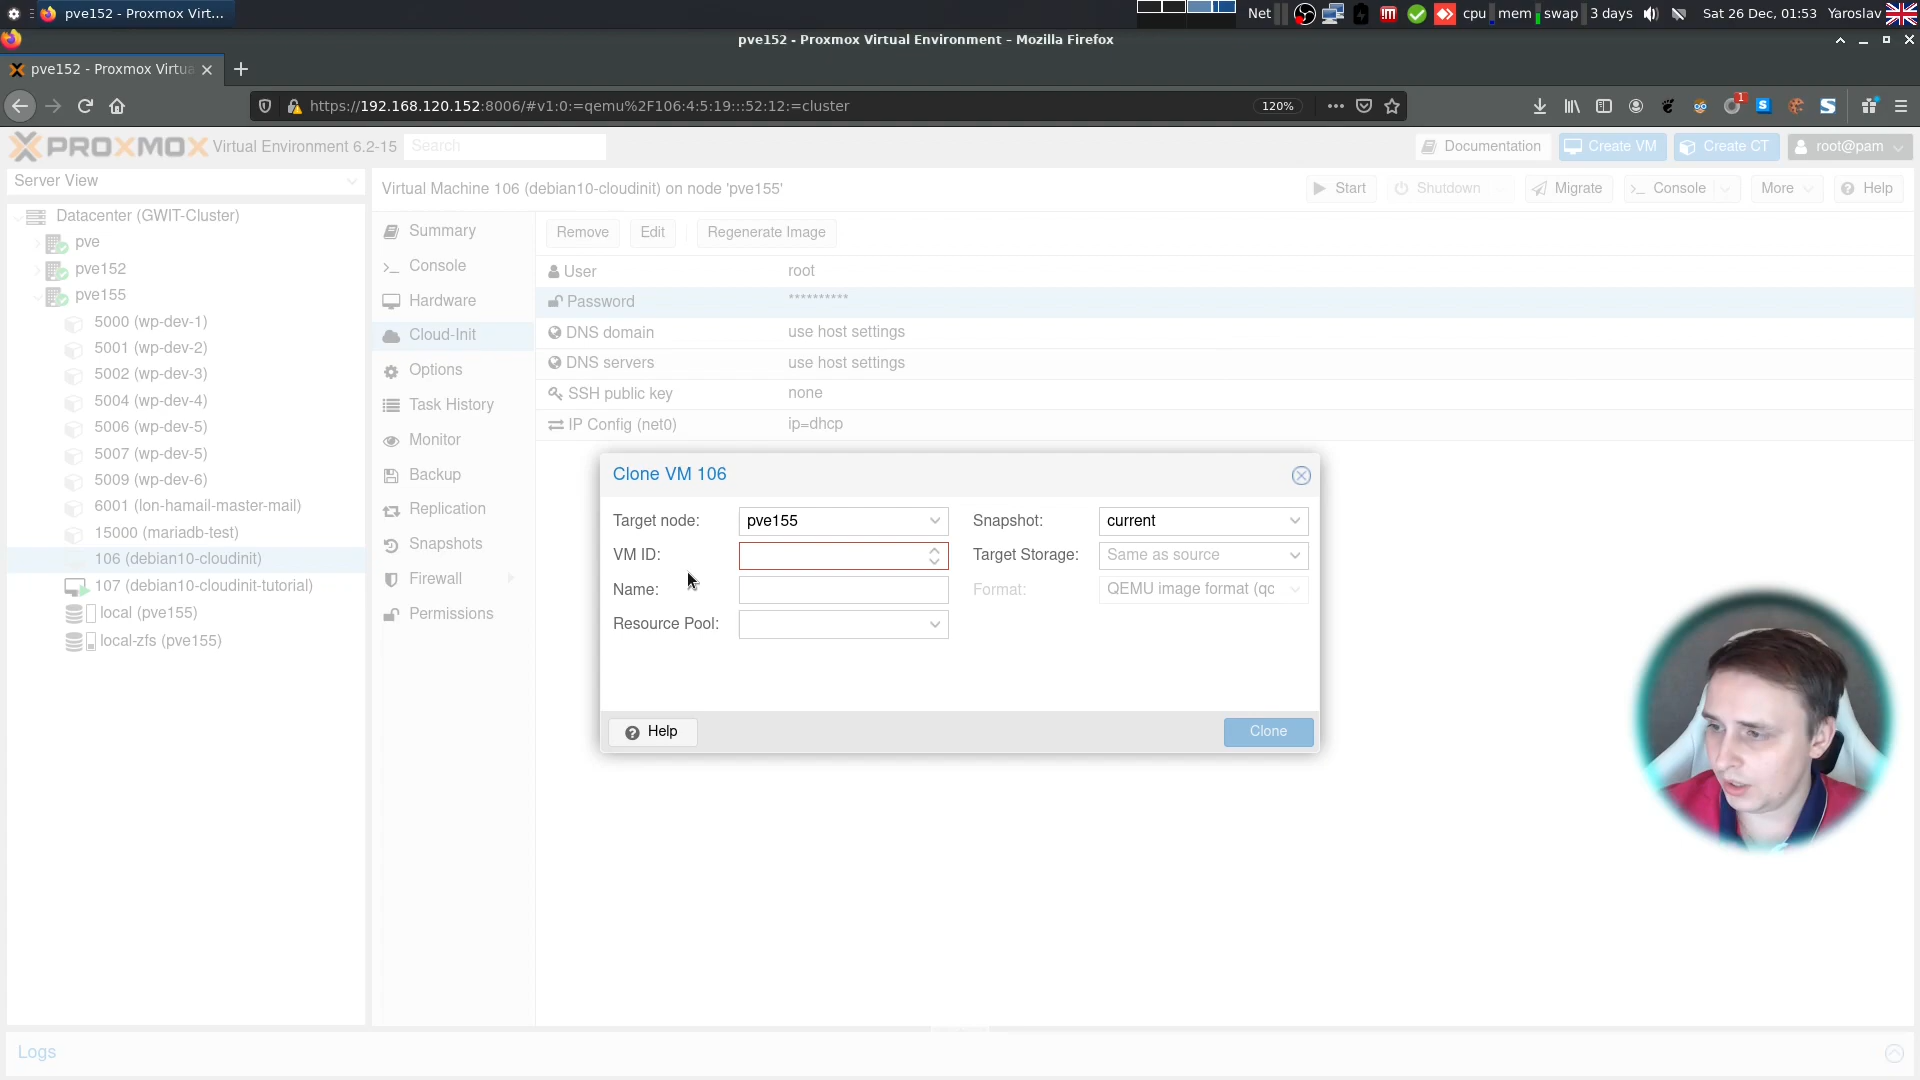 pve152 - Proxmox Virt...
Net
cpu
mem
swap
3 days
Sat 26 Dec, 01:53
Yaroslav
pve152 - Proxmox Virtual Environment - Mozilla Firefox
pve152 - Proxmox Virtua
https://192.168.120.152:8006/#v1:0:=qemu%2F106:4:5:19:::52:12:=cluster
120%
1
PROXMOX
Virtual Environment 6.2-15
Search
Documentation
Create VM
Create CT
root@pam
Server View
Virtual Machine 106 (debian10-cloudinit) on node 'pve155'
Start
Shutdown
Migrate
Console
More
Help
Datacenter (GWIT-Cluster)
pve
pve152
pve155
5000 (wp-dev-1)
5001 (wp-dev-2)
5002 (wp-dev-3)
5004 (wp-dev-4)
5006 (wp-dev-5)
5007 (wp-dev-5)
5009 (wp-dev-6)
6001 (lon-hamail-master-mail)
15000 (mariadb-test)
106 (debian10-cloudinit)
107 (debian10-cloudinit-tutorial)
local (pve155)
local-zfs (pve155)
Summary
Console
Hardware
Cloud-Init
Options
Task History
Monitor
Backup
Replication
Snapshots
Firewall
Permissions
Remove
Edit
Regenerate Image
User root
Password **********
DNS domain use host settings
DNS servers use host settings
SSH public key none
IP Config (net0) ip=dhcp
Clone VM 106
Target node: pve155
Snapshot: current
VM ID:
Target Storage: Same as source
Name:
Format: QEMU image format (qc
Resource Pool:
Help
Clone
Logs